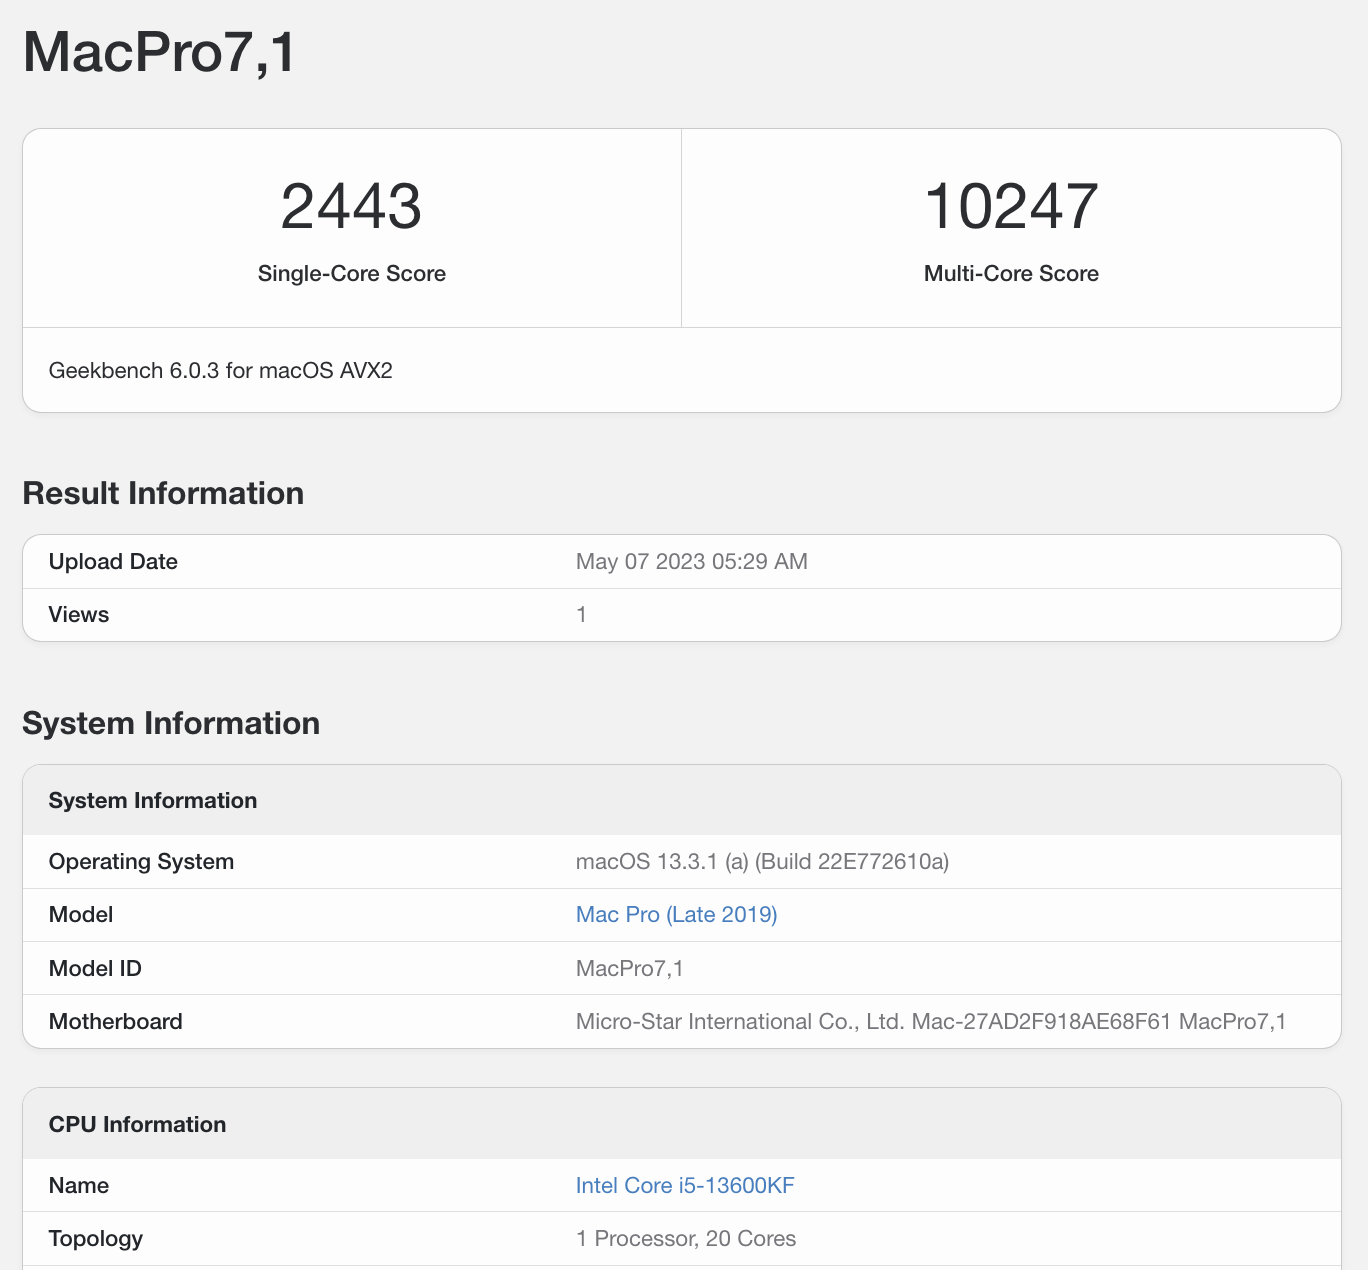 MacPro7,1
2443
Single-Core Score
10247
Multi-Core Score
Geekbench 6.0.3 for macOS AVX2
Result Information
Upload Date May 07 2023 05:29 AM
Views 1
System Information
System Information
Operating System macOS 13.3.1 (a) (Build 22E772610a)
Model Mac Pro (Late 2019)
Model ID MacPro7,1
Motherboard Micro-Star International Co., Ltd. Mac-27AD2F918AE68F61 MacPro7,1
CPU Information
Name Intel Core i5-13600KF
Topology 1 Processor, 20 Cores